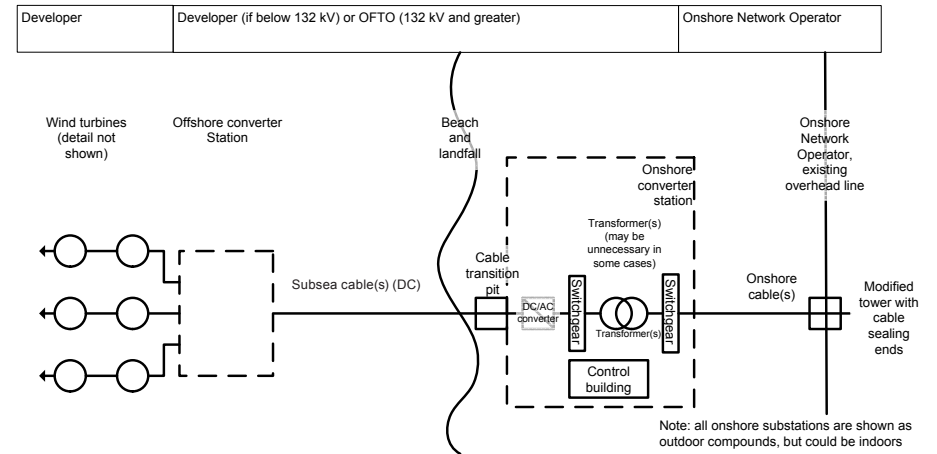 Developer
Developer (if below 132 kV) or OFTO (132 kV and greater)
Onshore Network Operator
Wind turbines
(detail not
shown)
Offshore converter
Station
Beach
and
landfall
Onshore
Network
Operator,
existing
overhead line
Onshore
converter
station
Transformer(s)
(may be
unnecessary in
some cases)
Cable
transition
pit
Subsea cable(s) (DC)
DC/AC
converter
Switchgear
Transformer(s)
Switchgear
Control
building
Onshore
cable(s)
Modified
tower with
cable
sealing
ends
Note: all onshore substations are shown as
outdoor compounds, but could be indoors